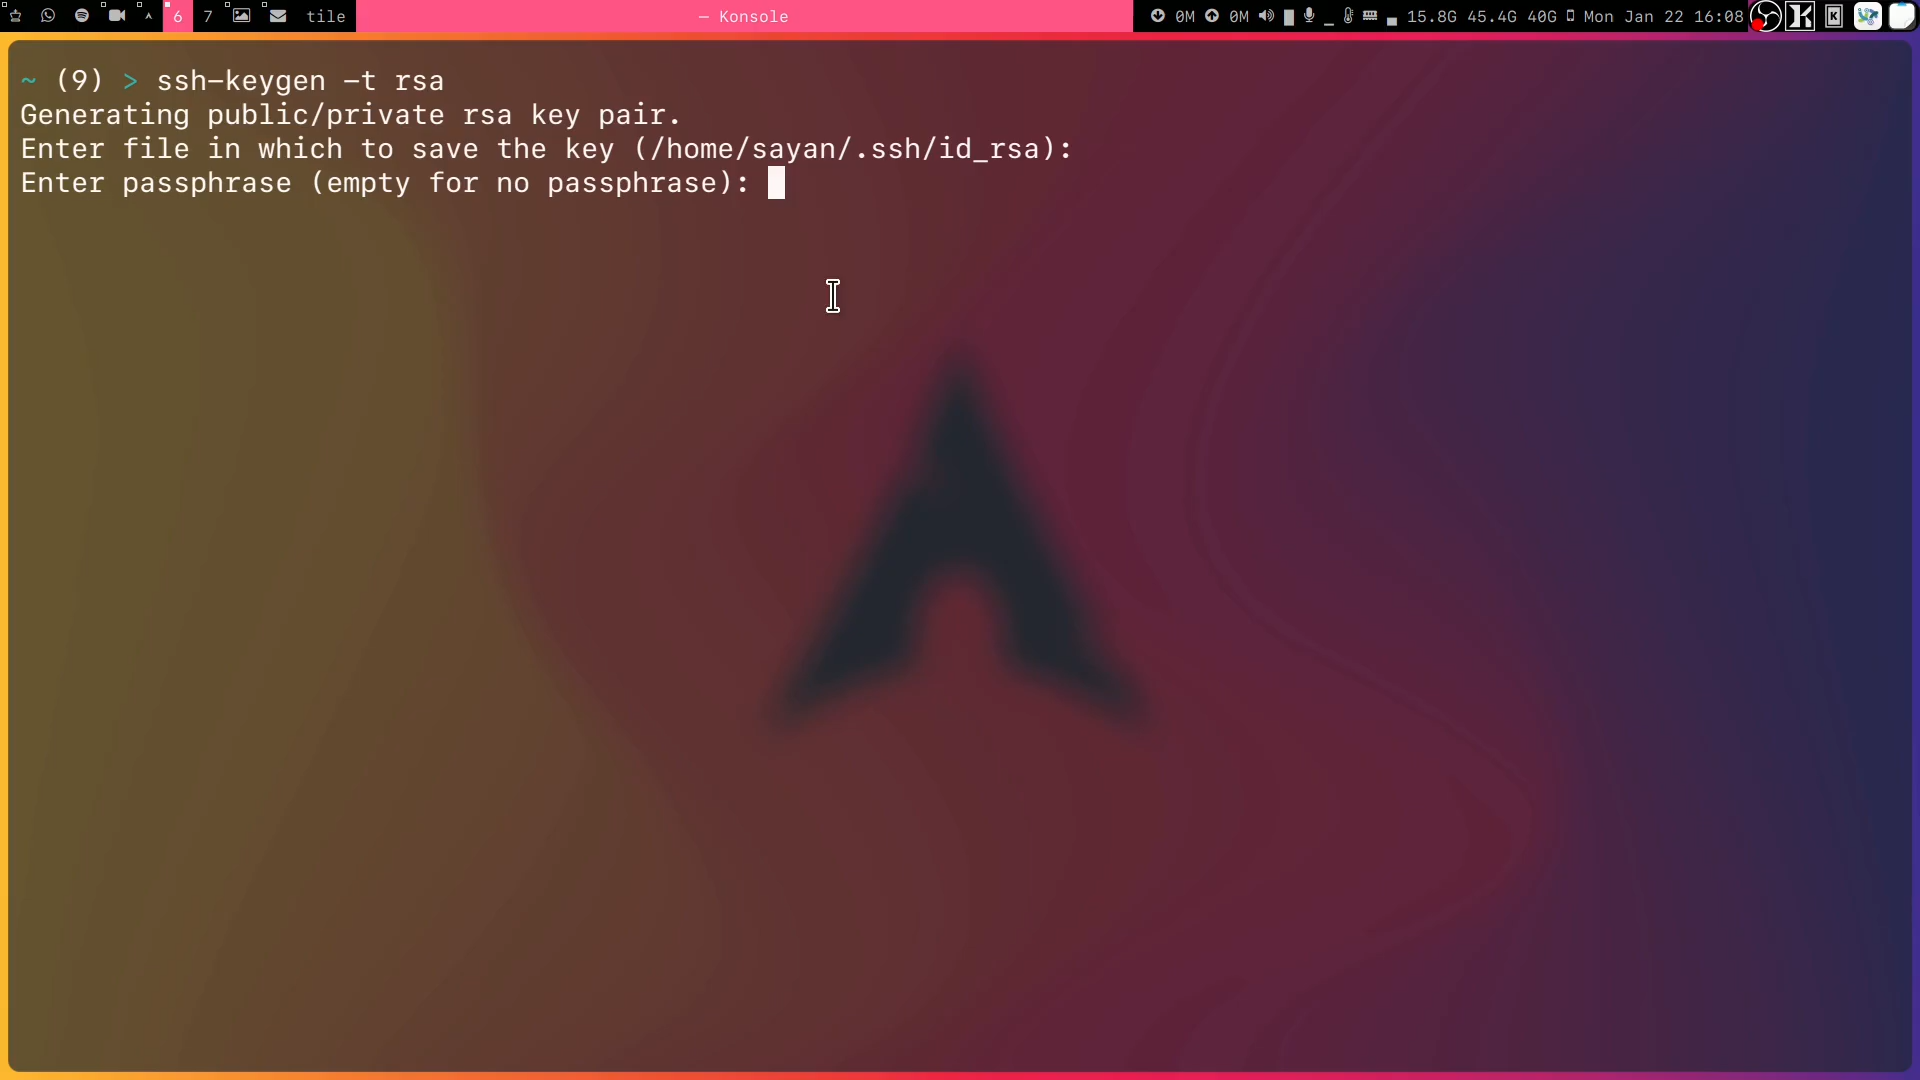 6 7 tile — Konsole 0M 0M 15.8G 45.4G 40G Mon Jan 22 16:08
~ (9) > ssh-keygen -t rsa
Generating public/private rsa key pair.
Enter file in which to save the key (/home/sayan/.ssh/id_rsa):
Enter passphrase (empty for no passphrase):